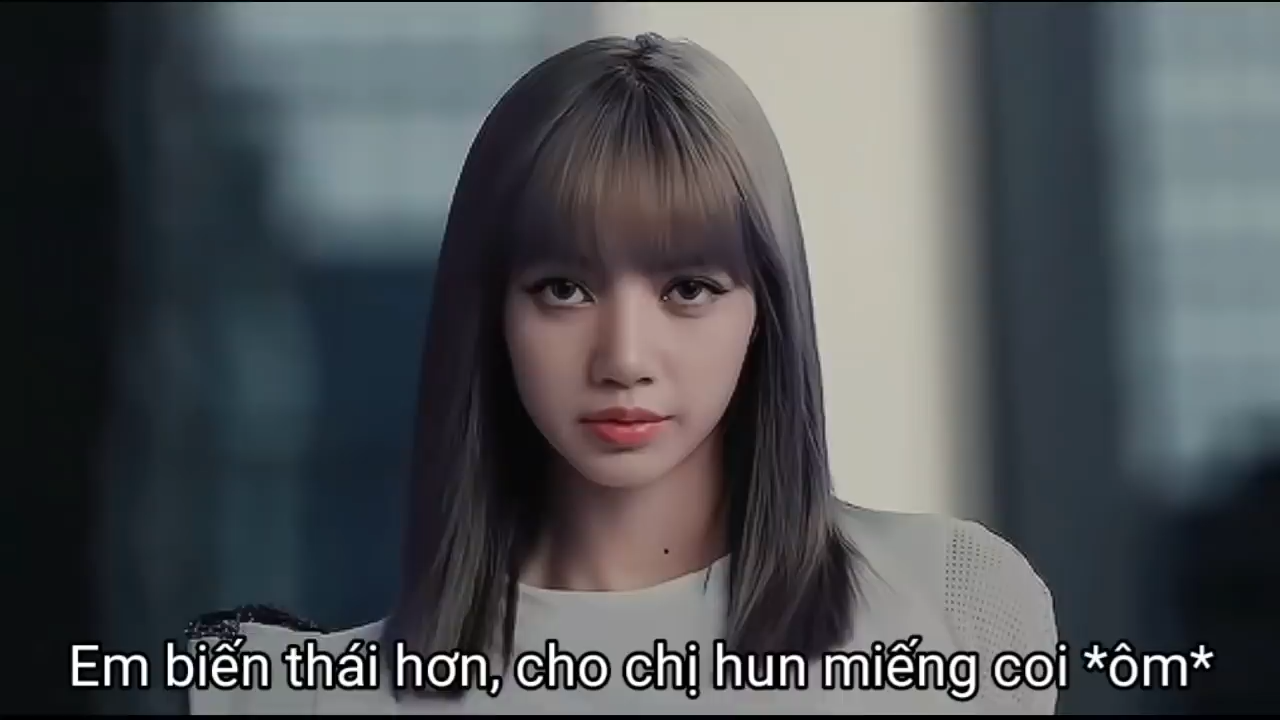 Em biến thái hơn, cho chị hun miếng coi *ôm*